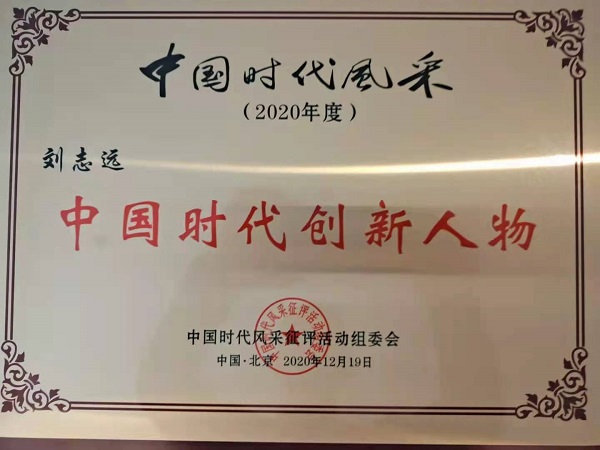 中国时代风采
（2020年度）
刘志远
中国时代创新人物
中国时代风采征评活动组委会
中国·北京 2020年12月19日